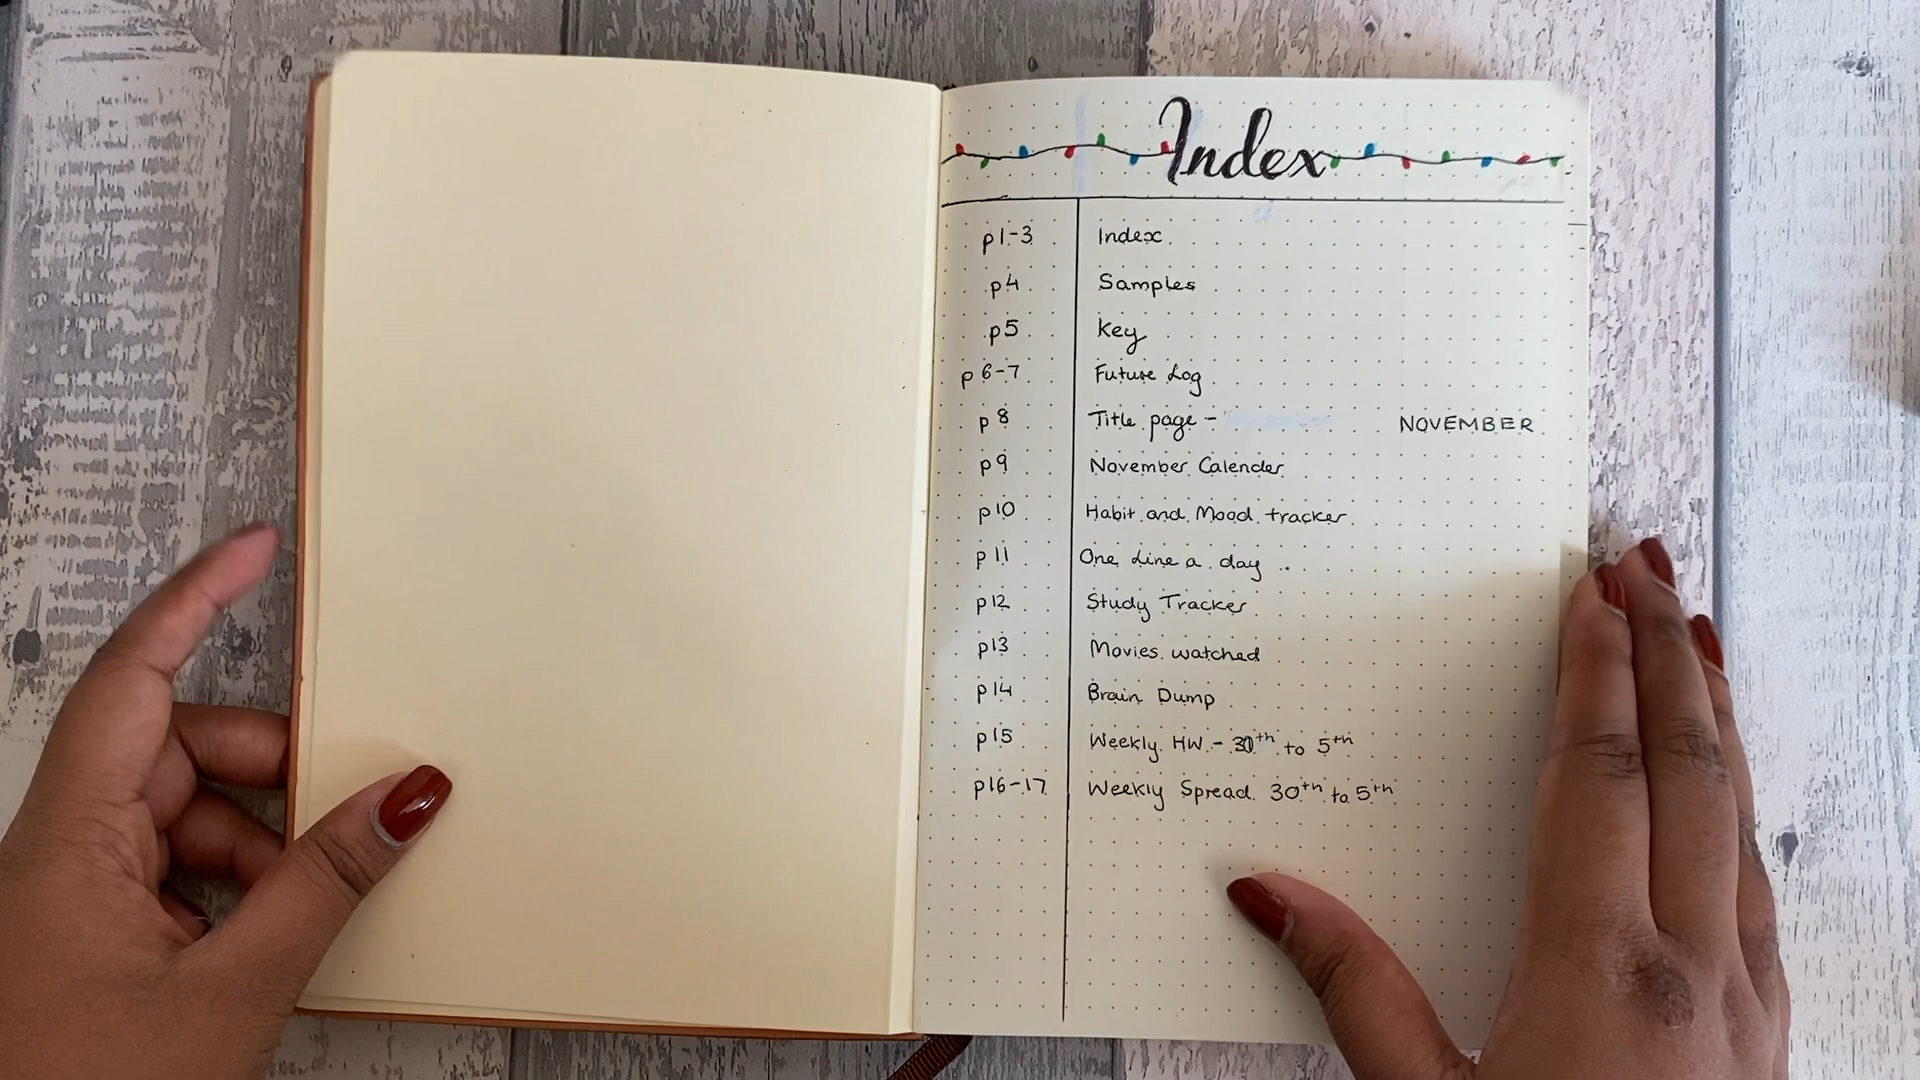 Index
p1-3 Index
p4 Samples
p5 Key
p6-7 Future Log
p8 Title page - NOVEMBER
p9 November Calender
p10 Habit and Mood tracker
p11 One Line a day
p12 Study Tracker
p13 Movies watched
p14 Brain Dump
p15 Weekly HW - 30th to 5th
p16-17 Weekly Spread 30th to 5th